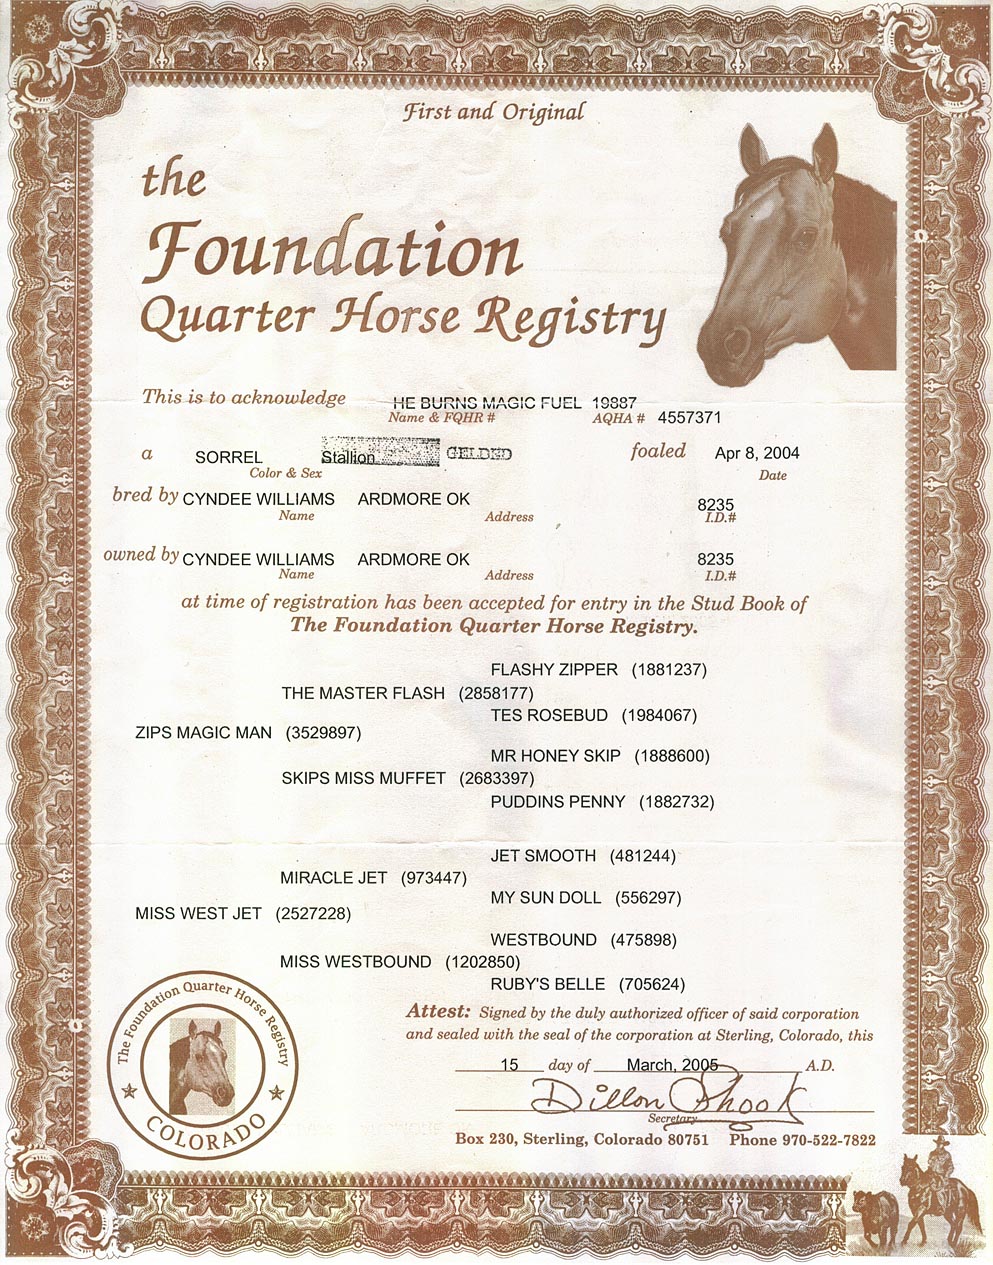 First and Original
the
Foundation
Quarter Horse Registry
This is to acknowledge HE BURNS MAGIC FUEL 19887
Name & FQHR # AQHA # 4557371
a SORREL Stallion GELDED foaled Apr 8, 2004
Color & Sex Date
bred by CYNDEE WILLIAMS ARDMORE OK 8235
Name Address I.D.#
owned by CYNDEE WILLIAMS ARDMORE OK 8235
Name Address I.D.#
at time of registration has been accepted for entry in the Stud Book of
The Foundation Quarter Horse Registry.
FLASHY ZIPPER (1881237)
THE MASTER FLASH (2858177)
TES ROSEBUD (1984067)
ZIPS MAGIC MAN (3529897)
MR HONEY SKIP (1888600)
SKIPS MISS MUFFET (2683397)
PUDDINS PENNY (1882732)
JET SMOOTH (481244)
MIRACLE JET (973447)
MY SUN DOLL (556297)
MISS WEST JET (2527228)
WESTBOUND (475898)
MISS WESTBOUND (1202850)
RUBY'S BELLE (705624)
The Foundation Quarter Horse Registry
COLORADO
Attest: Signed by the duly authorized officer of said corporation
and sealed with the seal of the corporation at Sterling, Colorado, this
15 day of March, 2005 A.D.
Dillon Shook
Secretary
Box 230, Sterling, Colorado 80751 Phone 970-522-7822